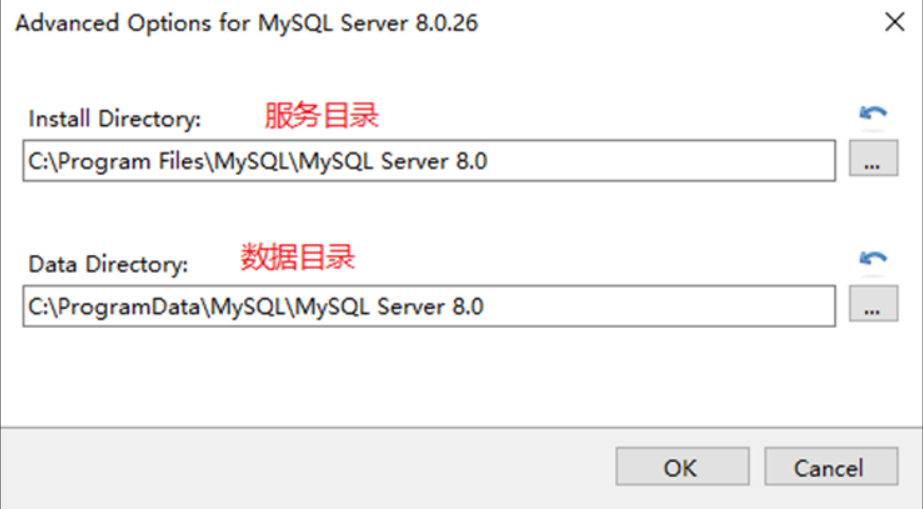 Advanced Options for MySQL Server 8.0.26
Install Directory: 服务目录
C:\Program Files\MySQL\MySQL Server 8.0
...
Data Directory: 数据目录
C:\ProgramData\MySQL\MySQL Server 8.0
...
OK Cancel